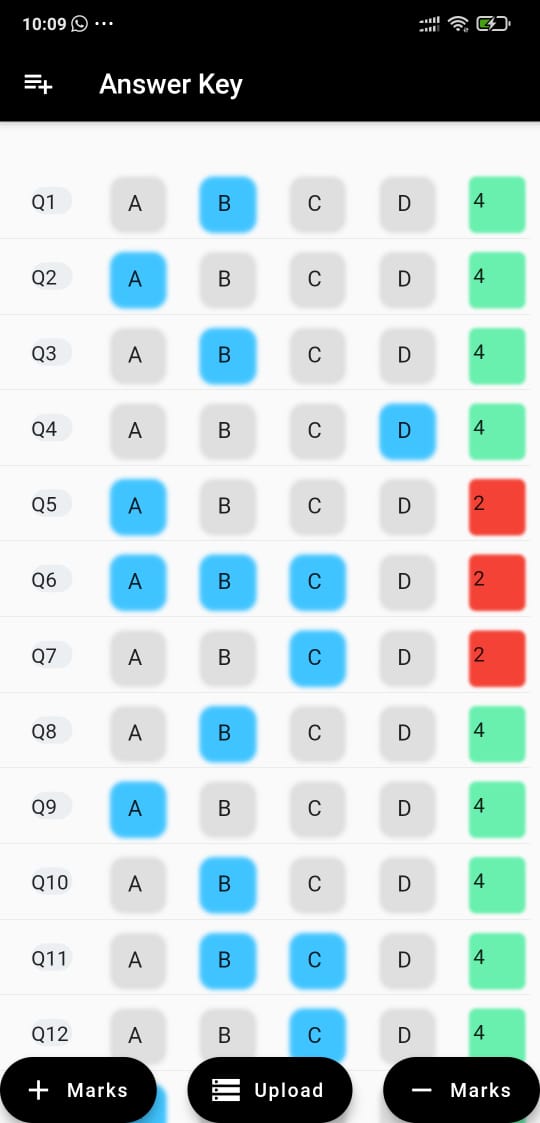 10:09 ...
Answer Key
Q1 A B C D 4
Q2 A B C D 4
Q3 A B C D 4
Q4 A B C D 4
Q5 A B C D 2
Q6 A B C D 2
Q7 A B C D 2
Q8 A B C D 4
Q9 A B C D 4
Q10 A B C D 4
Q11 A B C D 4
Q12 A B C D 4
+ Marks Upload — Marks